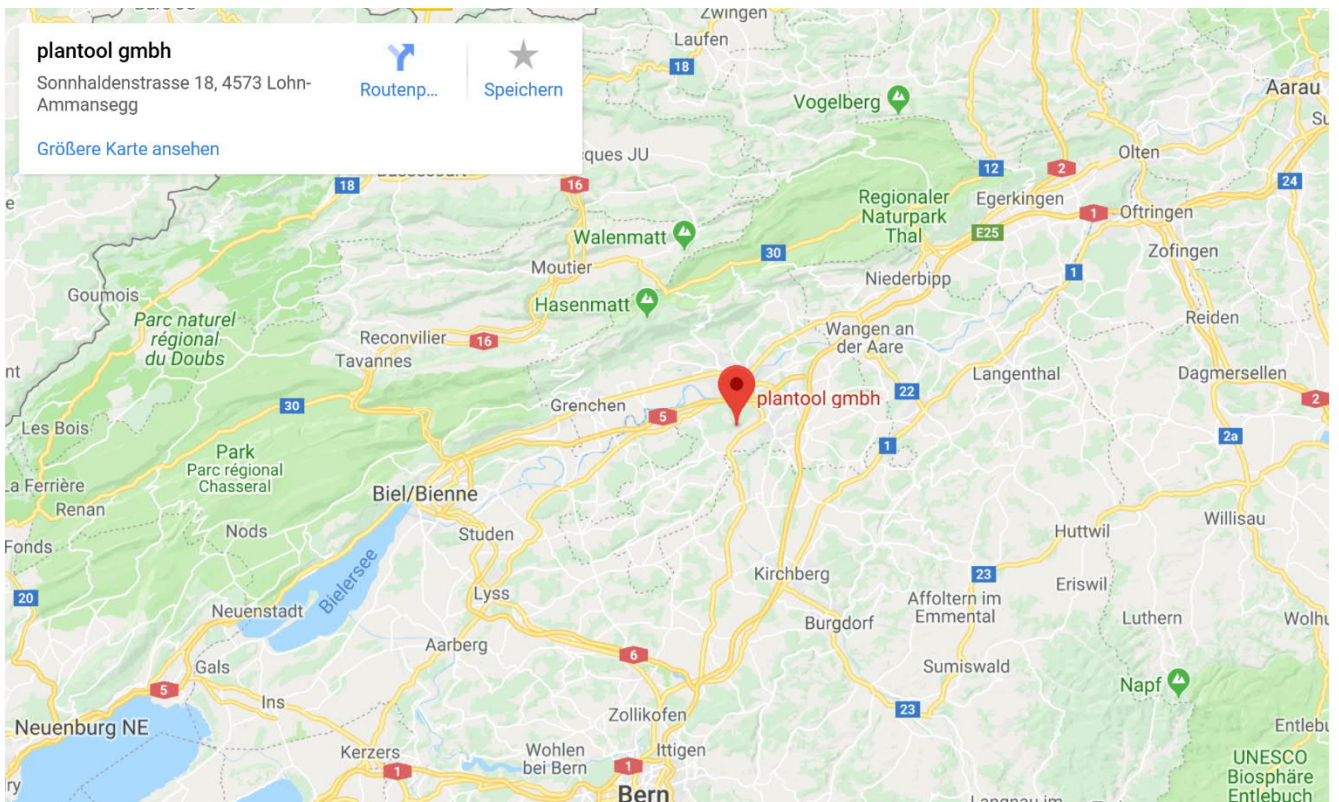 Zwingen
Laufen
plantool gmbh
Sonnhaldenstrasse 18, 4573 Lohn-
Ammansegg
Routenp...
Speichern
Größere Karte ansehen
18
Vogelberg
Aarau
Olten
2
12
24
cques JU
16
18
Regionaler
Naturpark
Thal
Egerkingen
1
Oftringen
E25
Zofingen
Walenmatt
30
Moutier
Niederbipp
1
Goumois
Hasenmatt
Parc naturel
régional
du Doubs
Reconvilier
16
Tavannes
Wangen an
der Aare
Reiden
Langenthal
Dagmersellen
22
2
plantool gmbh
Grenchen
5
30
Les Bois
1
2a
Park
Parc régional
Chasseral
La Ferrière
Renan
Biel/Bienne
Nods
Studen
Huttwil
Willisau
Fonds
Bielersee
Kirchberg
23
Eriswil
20
Lyss
Affoltern im
Emmental
Neuenstadt
Luthern
Wolhu
Burgdorf
Aarberg
6
Gals
Sumiswald
5
Ins
Napf
23
Zollikofen
Neuenburg NE
Entlebu
Kerzers
Wohlen
bei Bern
Ittigen
1
1
Bern
UNESCO
Biosphäre
Entlebuch